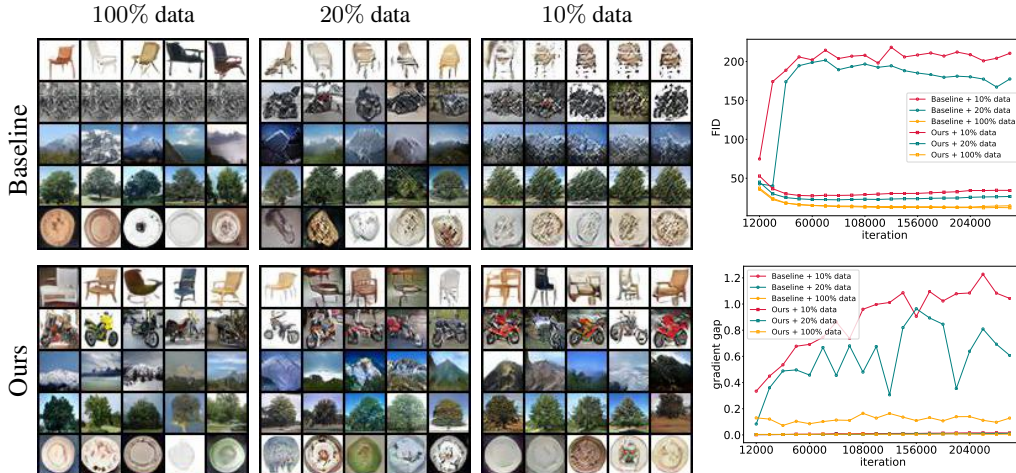 100% data
20% data
10% data
Baseline
Ours
200
150
100
50
FID
Baseline + 10% data
Baseline + 20% data
Baseline + 100% data
Ours + 10% data
Ours + 20% data
Ours + 100% data
12000 60000 108000 156000 204000
iteration
1.2
1.0
0.8
0.6
0.4
0.2
0.0
gradient gap
Baseline + 10% data
Baseline + 20% data
Baseline + 100% data
Ours + 10% data
Ours + 20% data
Ours + 100% data
12000 60000 108000 156000 204000
iteration